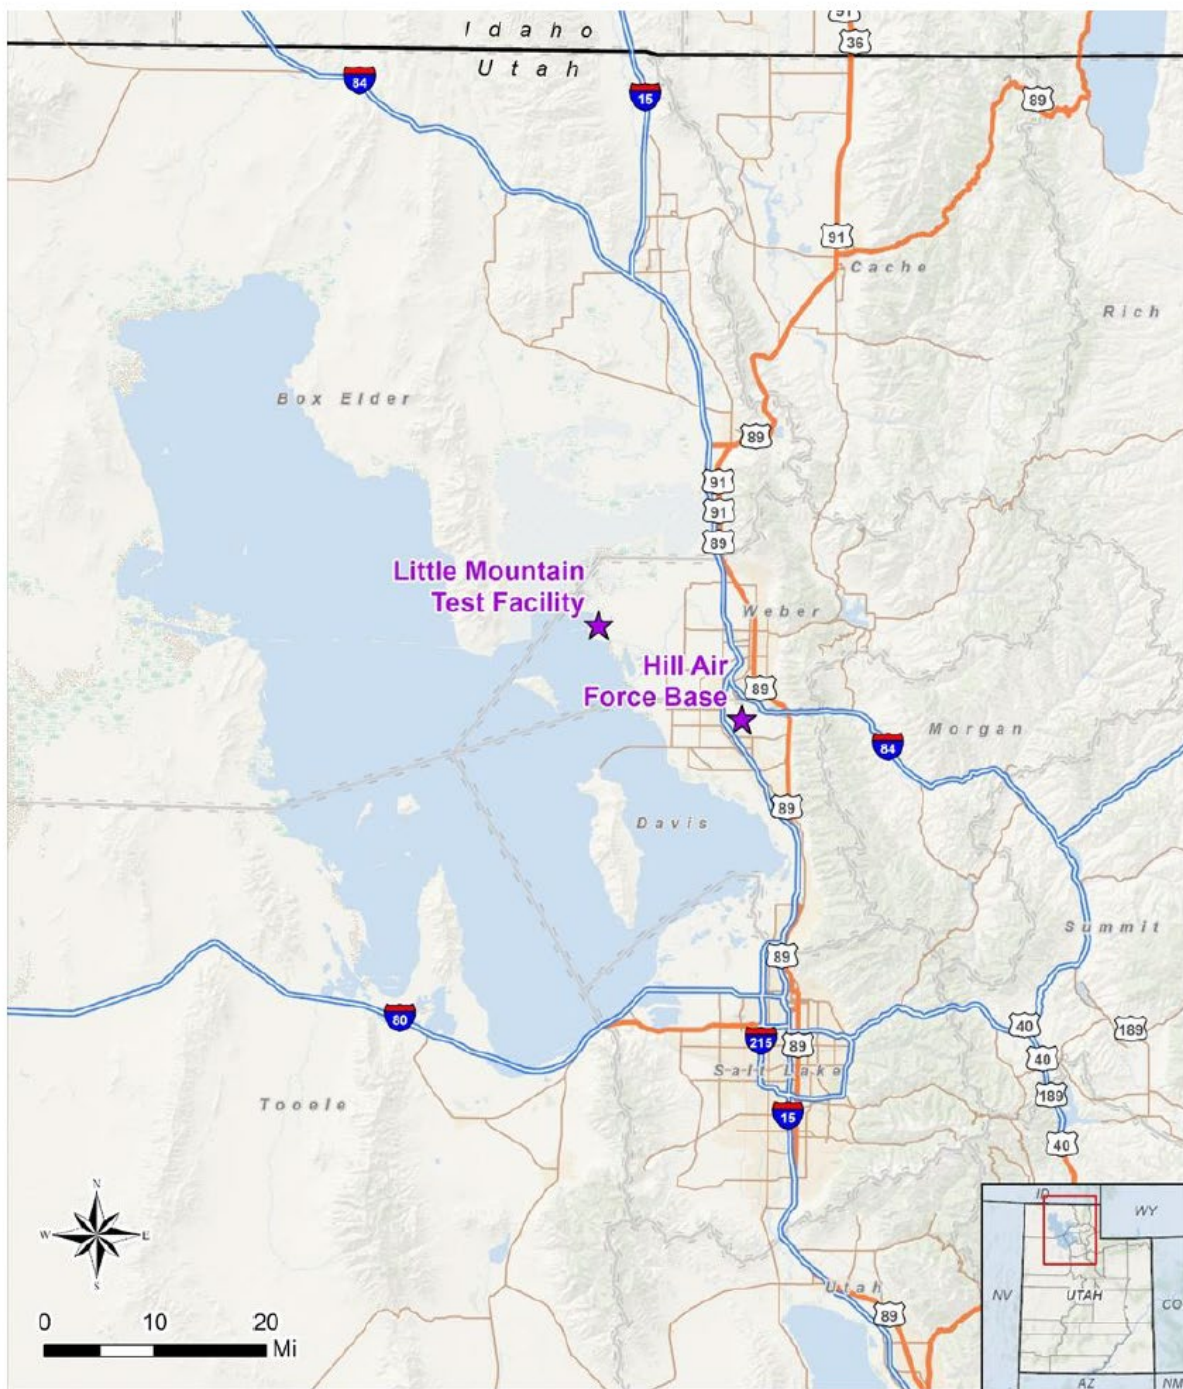 Idaho
Utah
91
36
84
15
89
91
Cache
Rich
Box Elder
89
91
91
89
Little Mountain
Test Facility
Weber
Hill Air
Force Base
89
Morgan
84
89
Davis
Summit
89
80
40
189
215
89
40
Salt Lake
189
15
Tooele
40
N
W
E
S
ID
WY
NV
UTAH
CO
AZ
NM
Utah
89
0
10
20
Mi